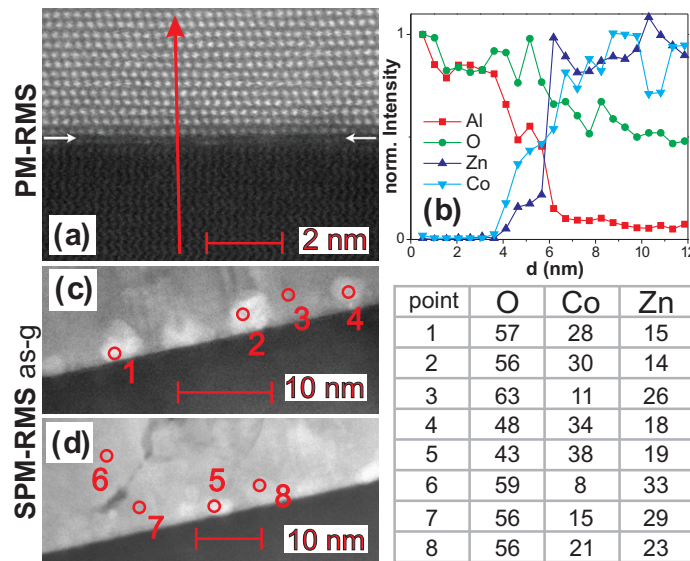 PM-RMS
(a)
2 nm
norm. Intensity
1
0
Al
O
Zn
Co
(b)
0 2 4 6 8 10 12
d (nm)
SPM-RMS as-g
(c)
1
2
3
4
10 nm
(d)
6
7
5
8
10 nm
point O Co Zn
1 57 28 15
2 56 30 14
3 63 11 26
4 48 34 18
5 43 38 19
6 59 8 33
7 56 15 29
8 56 21 23